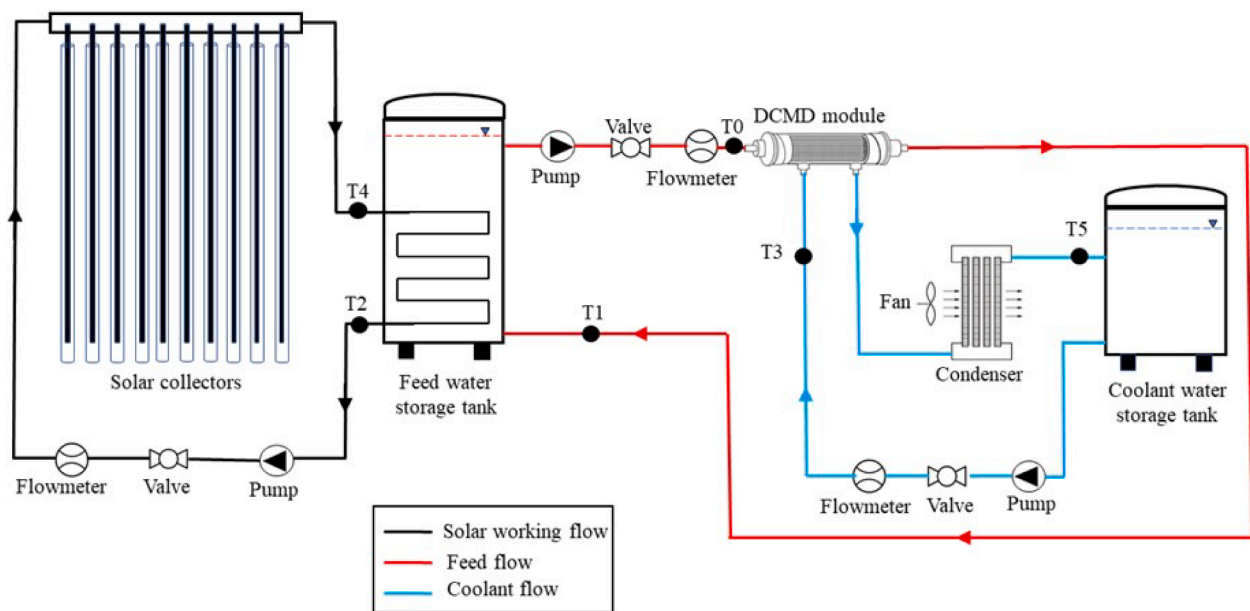 DCMD module
T0
Valve
Pump
Flowmeter
T4
T3
T5
Fan
T2
T1
Condenser
Solar collectors
Feed water
storage tank
Coolant water
storage tank
Flowmeter
Valve
Pump
Flowmeter
Valve
Pump
Solar working flow
Feed flow
Coolant flow